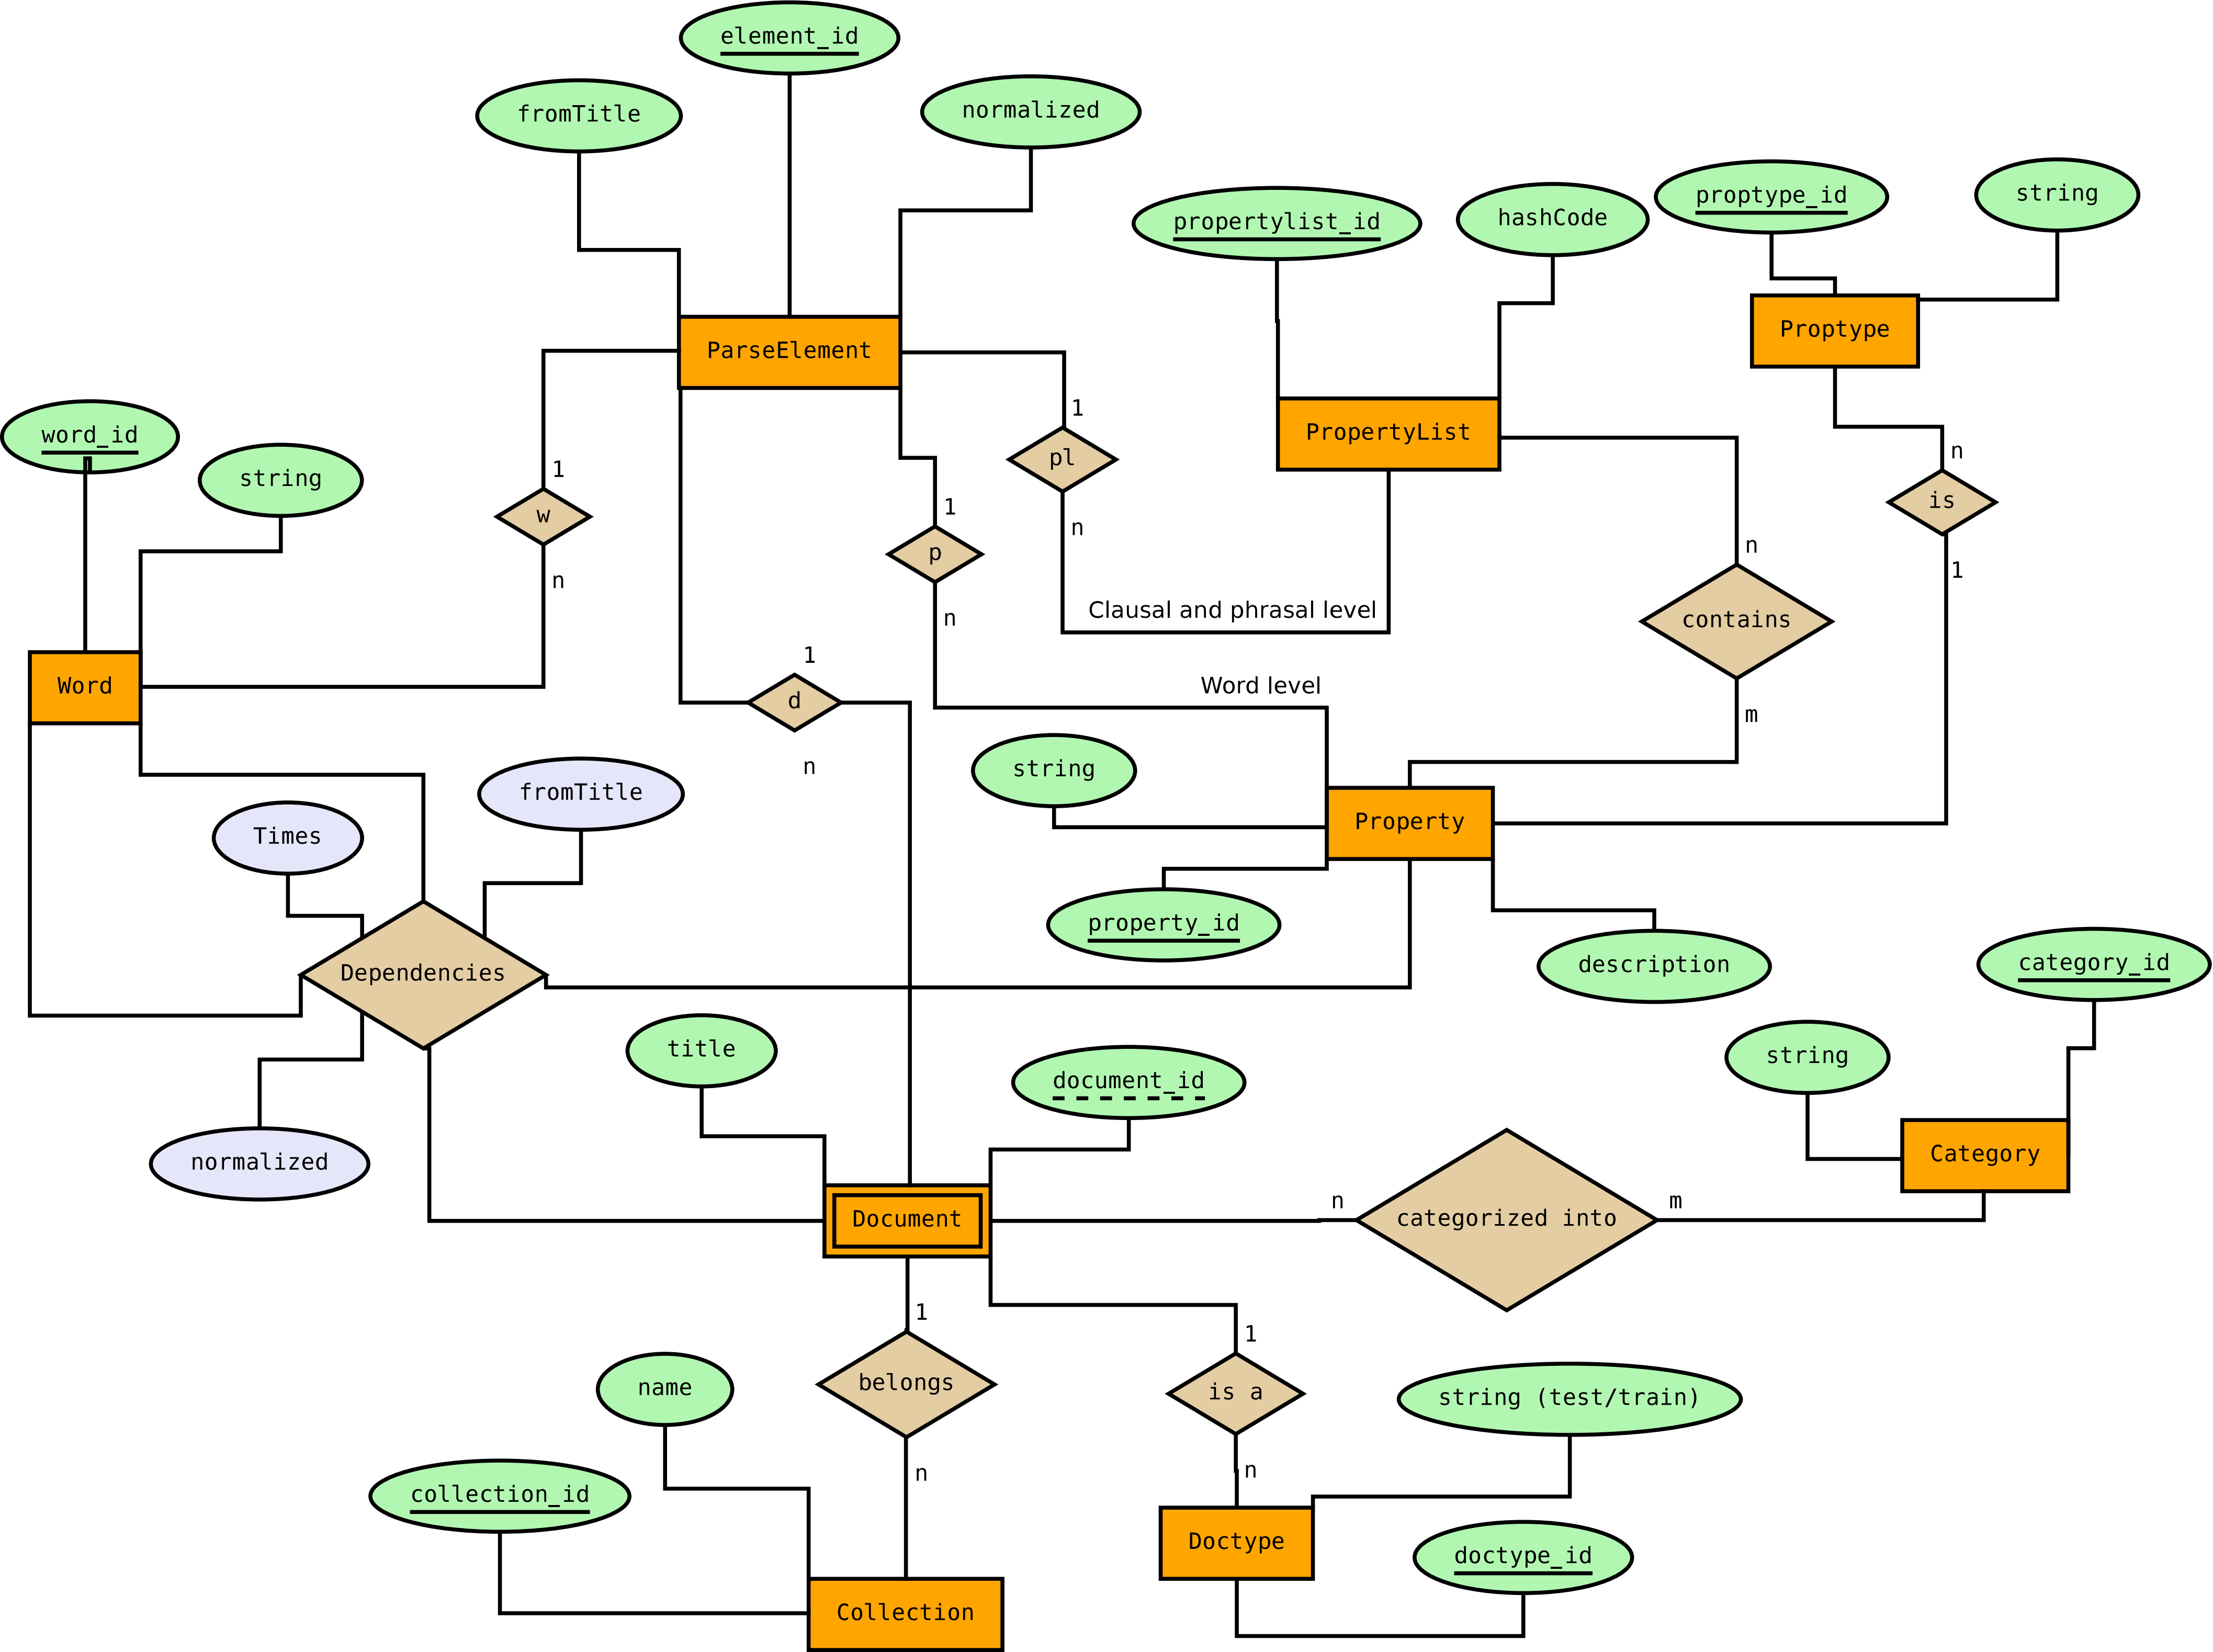 element_id
fromTitle
normalized
proptype_id
string
propertylist_id
hashCode
Proptype
ParseElement
PropertyList
1
word_id
string
1
w
n
pl
n
1
p
n
n
is
1
n
contains
m
Clausal and phrasal level
Word level
Word
1
d
n
string
Property
property_id
description
fromTitle
Times
Dependencies
normalized
category_id
string
Category
title
document_id
Document
n
categorized into
m
1
belongs
n
1
is a
n
name
collection_id
Collection
string (test/train)
Doctype
doctype_id